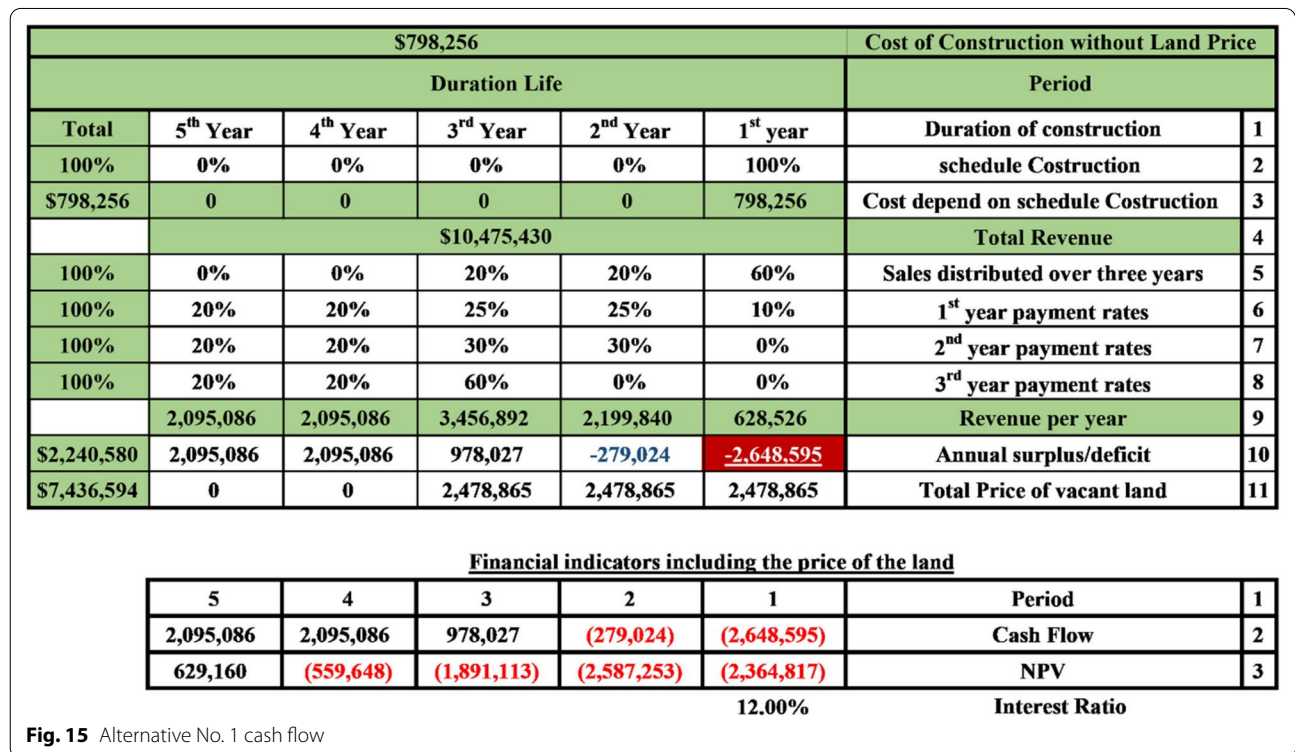 $798,256 Cost of Construction without Land Price
Duration Life Period
Total 5th Year 4th Year 3rd Year 2nd Year 1st year Duration of construction 1
100% 0% 0% 0% 0% 100% schedule Costruction 2
$798,256 0 0 0 0 798,256 Cost depend on schedule Costruction 3
$10,475,430 Total Revenue 4
100% 0% 0% 20% 20% 60% Sales distributed over three years 5
100% 20% 20% 25% 25% 10% 1st year payment rates 6
100% 20% 20% 30% 30% 0% 2nd year payment rates 7
100% 20% 20% 60% 0% 0% 3rd year payment rates 8
2,095,086 2,095,086 3,456,892 2,199,840 628,526 Revenue per year 9
$2,240,580 2,095,086 2,095,086 978,027 -279,024 -2,648,595 Annual surplus/deficit 10
$7,436,594 0 0 2,478,865 2,478,865 2,478,865 Total Price of vacant land 11
Financial indicators including the price of the land
5 4 3 2 1 Period 1
2,095,086 2,095,086 978,027 (279,024) (2,648,595) Cash Flow 2
629,160 (559,648) (1,891,113) (2,587,253) (2,364,817) NPV 3
12.00% Interest Ratio
Fig. 15 Alternative No. 1 cash flow